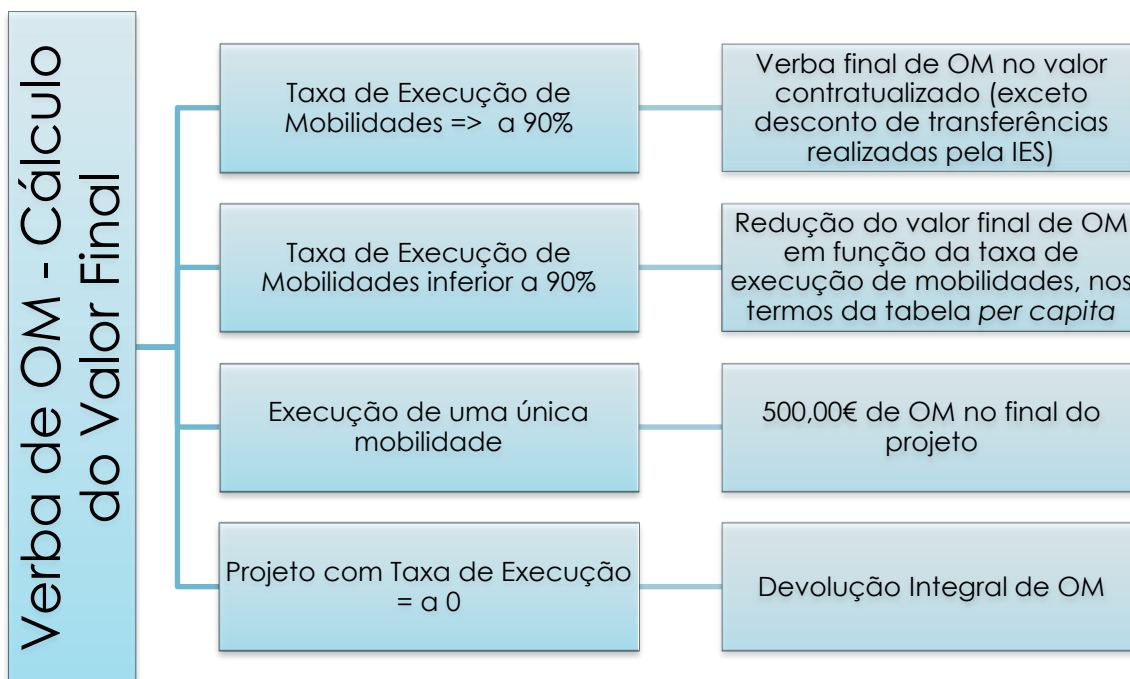 Verba de OM - Cálculo
do Valor Final
Taxa de Execução de
Mobilidades => a 90%
Verba final de OM no valor
contratualizado (exceto
desconto de transferências
realizadas pela IES)
Taxa de Execução de
Mobilidades inferior a 90%
Redução do valor final de OM
em função da taxa de
execução de mobilidades, nos
termos da tabela per capita
Execução de uma única
mobilidade
500,00€ de OM no final do
projeto
Projeto com Taxa de Execução
= a 0
Devolução Integral de OM